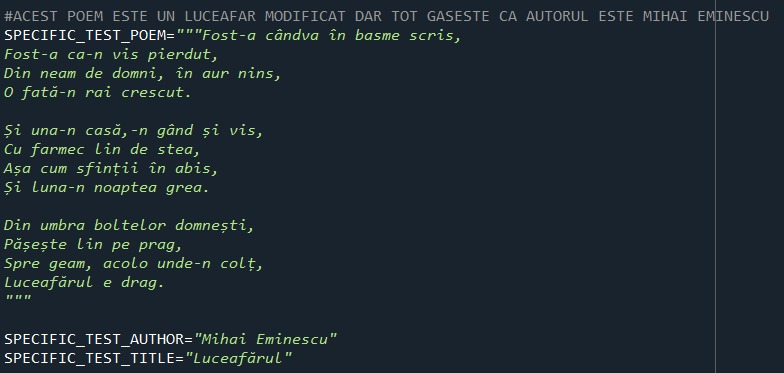 #ACEST POEM ESTE UN LUCEAFAR MODIFICAT DAR TOT GASESTE CA AUTORUL ESTE MIHAI EMINESCU
SPECIFIC_TEST_POEM="""Fost-a cândva în basme scris,
Fost-a ca-n vis pierdut,
Din neam de domni, în aur nins,
O fată-n rai crescut.

Și una-n casă,-n gând și vis,
Cu farmec lin de stea,
Așa cum sfinții în abis,
Și luna-n noaptea grea.

Din umbra boltelor domnești,
Pășește lin pe prag,
Spre geam, acolo unde-n colț,
Luceafărul e drag.
"""

SPECIFIC_TEST_AUTHOR="Mihai Eminescu"
SPECIFIC_TEST_TITLE="Luceafărul"